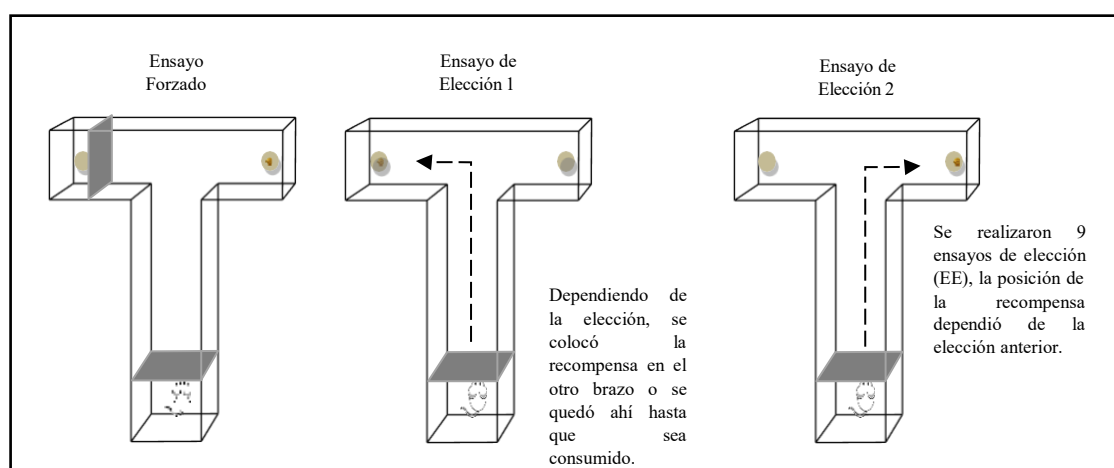 Ensayo
Forzado
Ensayo de
Elección 1
Ensayo de
Elección 2
Dependiendo de
la elección, se
colocó la
recompensa en el
otro brazo o se
quedó ahí hasta
que sea
consumido.
Se realizaron 9
ensayos de elección
(EE), la posición de
la recompensa
dependió de la
elección anterior.